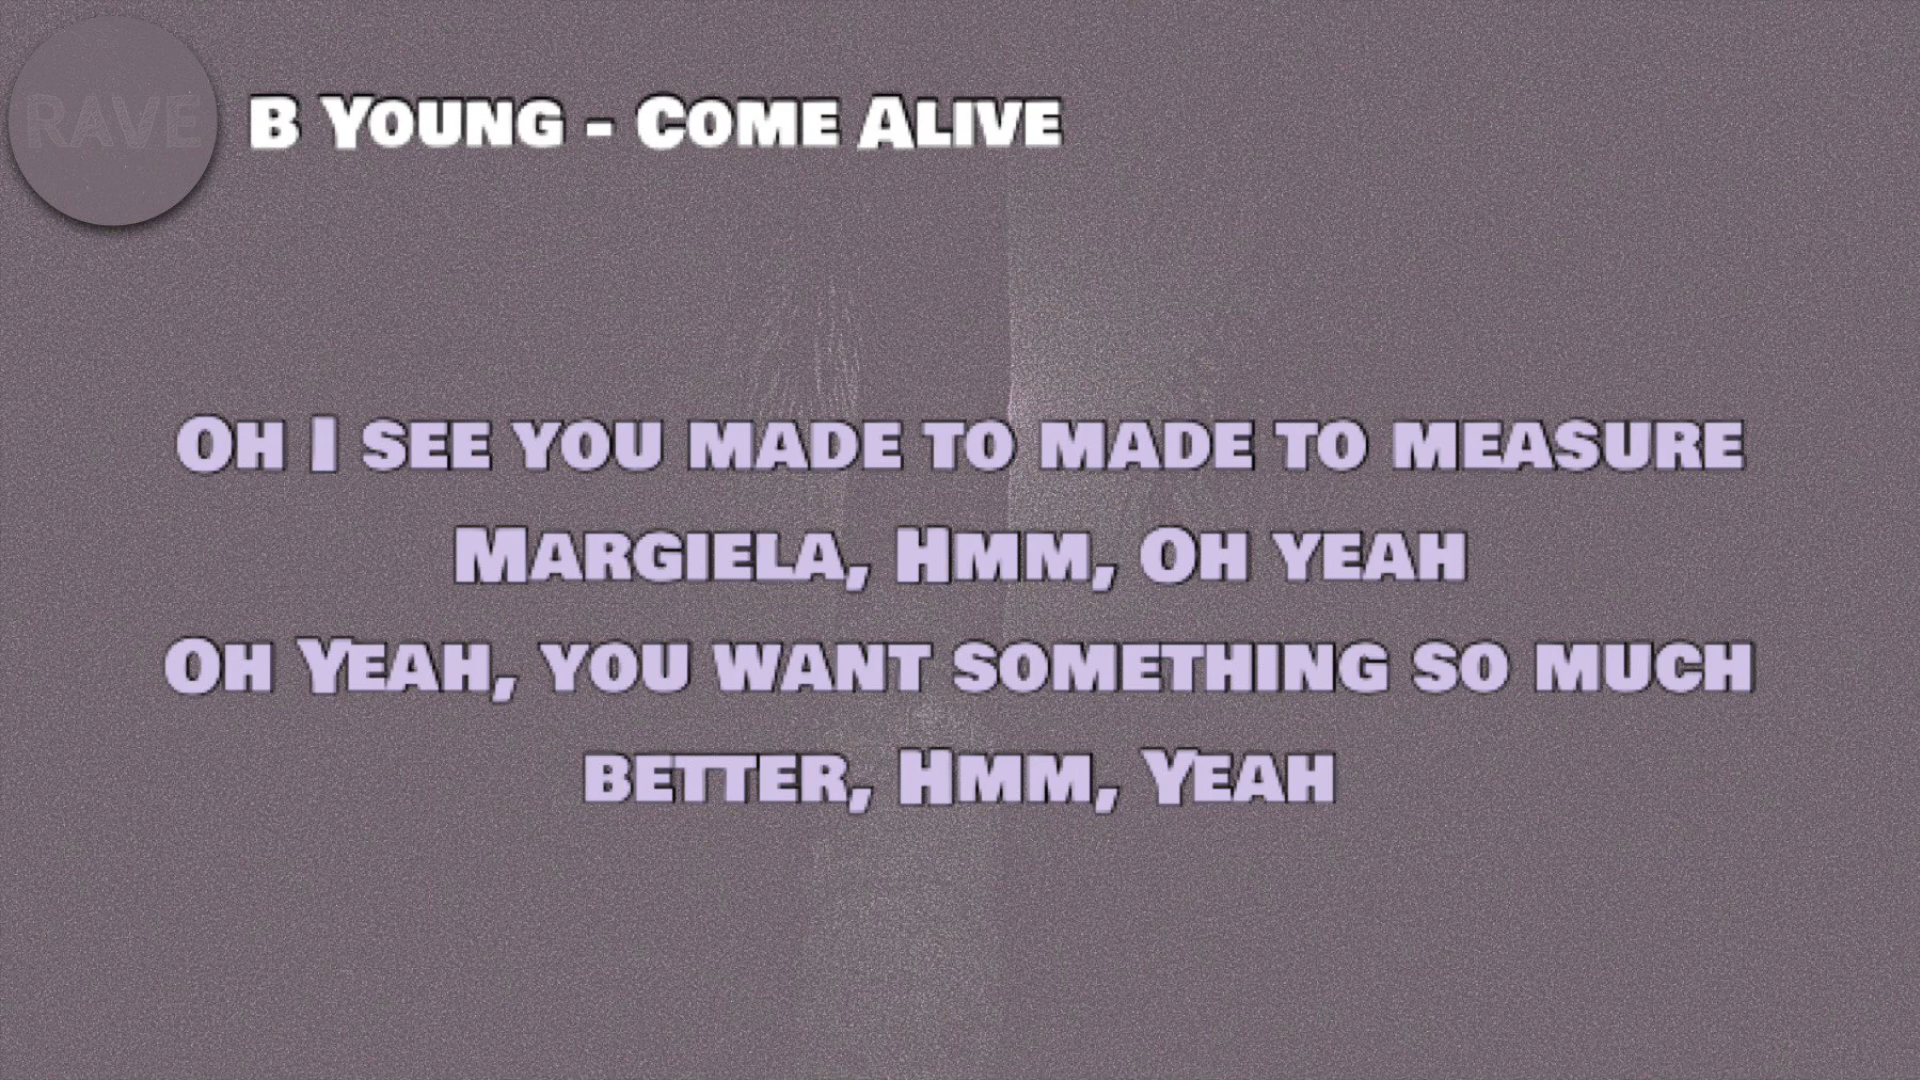 RAVE
B Young - Come Alive
Oh I see you made to made to measure
Margiela, Hmm, Oh yeah
Oh Yeah, you want something so much
better, Hmm, Yeah